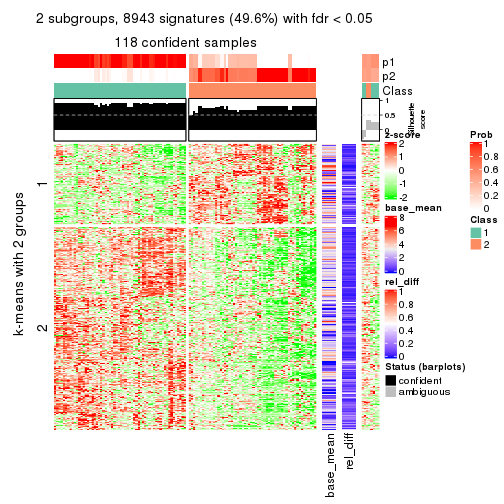 2 subgroups, 8943 signatures (49.6%) with fdr < 0.05
118 confident samples
p1
p2
Class
1
0.5
0
Silhouette
score
k-means with 2 groups
1
2
base_mean
rel_diff
z-score
2
1
0
-1
-2
base_mean
8
6
4
2
0
rel_diff
1
0.8
0.6
0.4
0.2
0
Status (barplots)
confident
ambiguous
Prob
1
0.8
0.6
0.4
0.2
0
Class
1
2